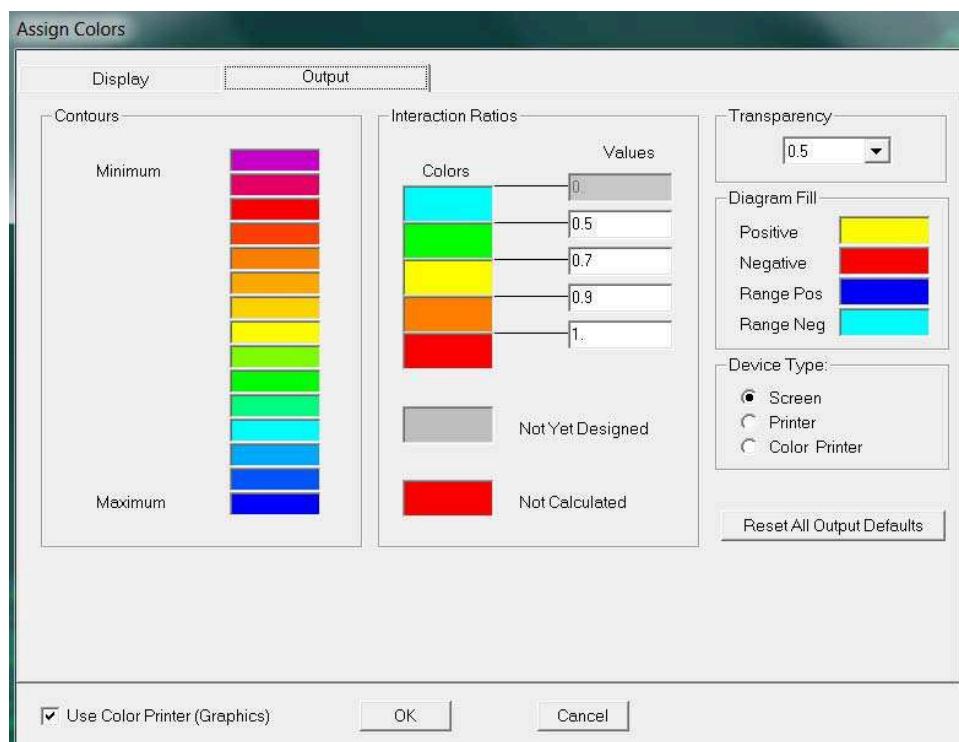 Assign Colors
Display
Output
Contours
Minimum
Maximum
Interaction Ratios
Colors
Values
0.
0.5
0.7
0.9
1.
Not Yet Designed
Not Calculated
Transparency
0.5
Diagram Fill
Positive
Negative
Range Pos
Range Neg
Device Type:
Screen
Printer
Color Printer
Reset All Output Defaults
Use Color Printer (Graphics)
OK
Cancel